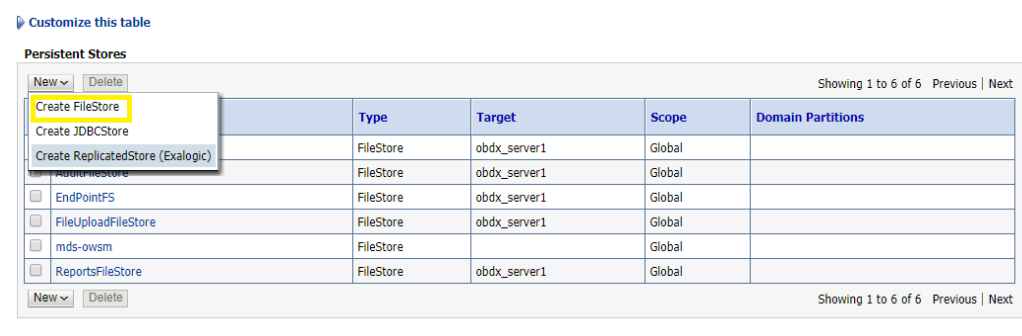 Customize this table
Persistent Stores
New Delete
Showing 1 to 6 of 6 Previous | Next
Create FileStore
Create JDBCStore
Create ReplicatedStore (Exalogic)
Type Target Scope Domain Partitions
FileStore obdx_server1 Global
AuditFileStore FileStore obdx_server1 Global
EndPointFS FileStore obdx_server1 Global
FileUploadFileStore FileStore obdx_server1 Global
mds-owsm FileStore Global
ReportsFileStore FileStore obdx_server1 Global
New Delete
Showing 1 to 6 of 6 Previous | Next